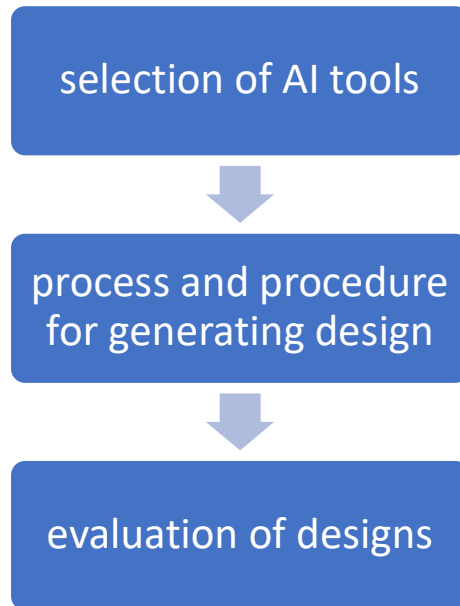 selection of AI tools
process and procedure
for generating design
evaluation of designs